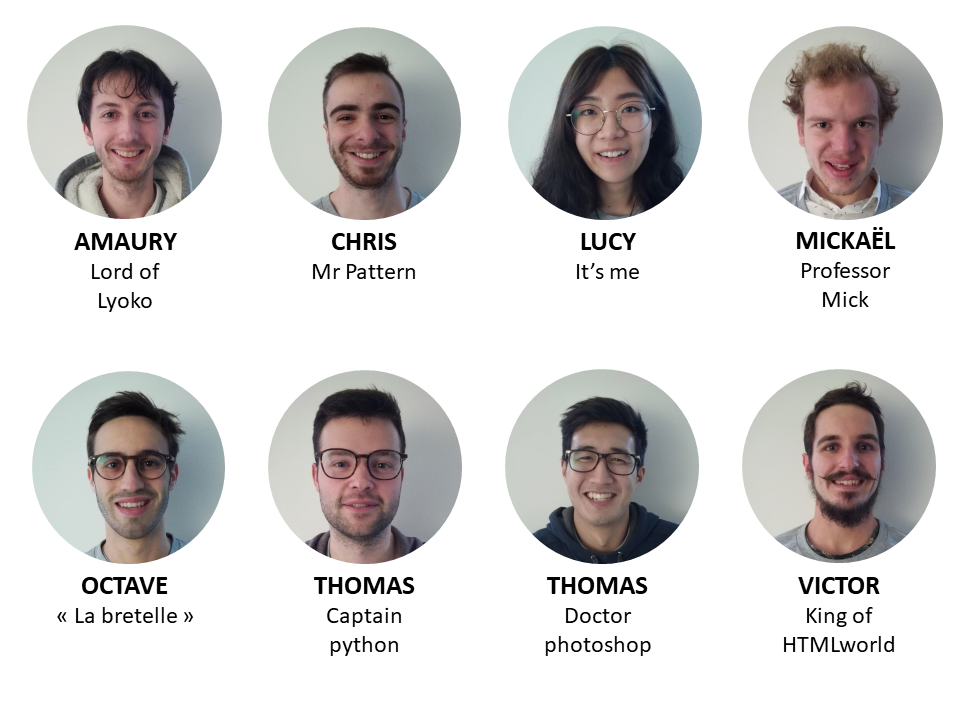 AMAURY
Lord of
Lyoko
CHRIS
Mr Pattern
LUCY
It’s me
MICKAËL
Professor
Mick
OCTAVE
« La bretelle »
THOMAS
Captain
python
THOMAS
Doctor
photoshop
VICTOR
King of
HTMLworld